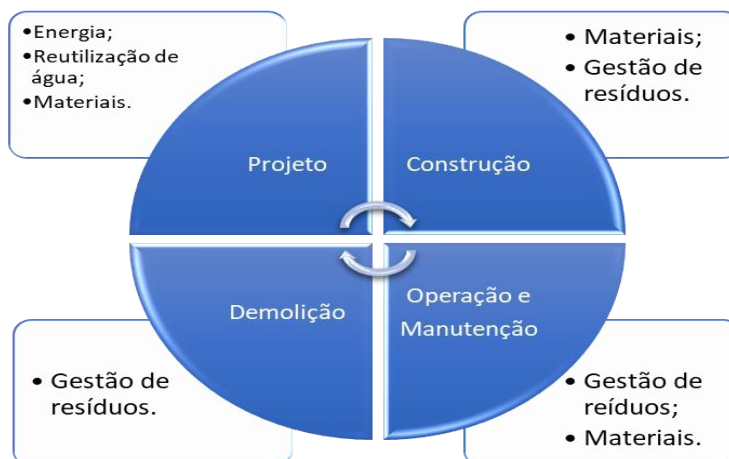 •Energia;
•Reutilização de
água;
•Materiais.
• Materiais;
• Gestão de
resíduos.
Projeto
Construção
Demolição
Operação e
Manutenção
• Gestão de
resíduos.
• Gestão de
reíduos;
• Materiais.